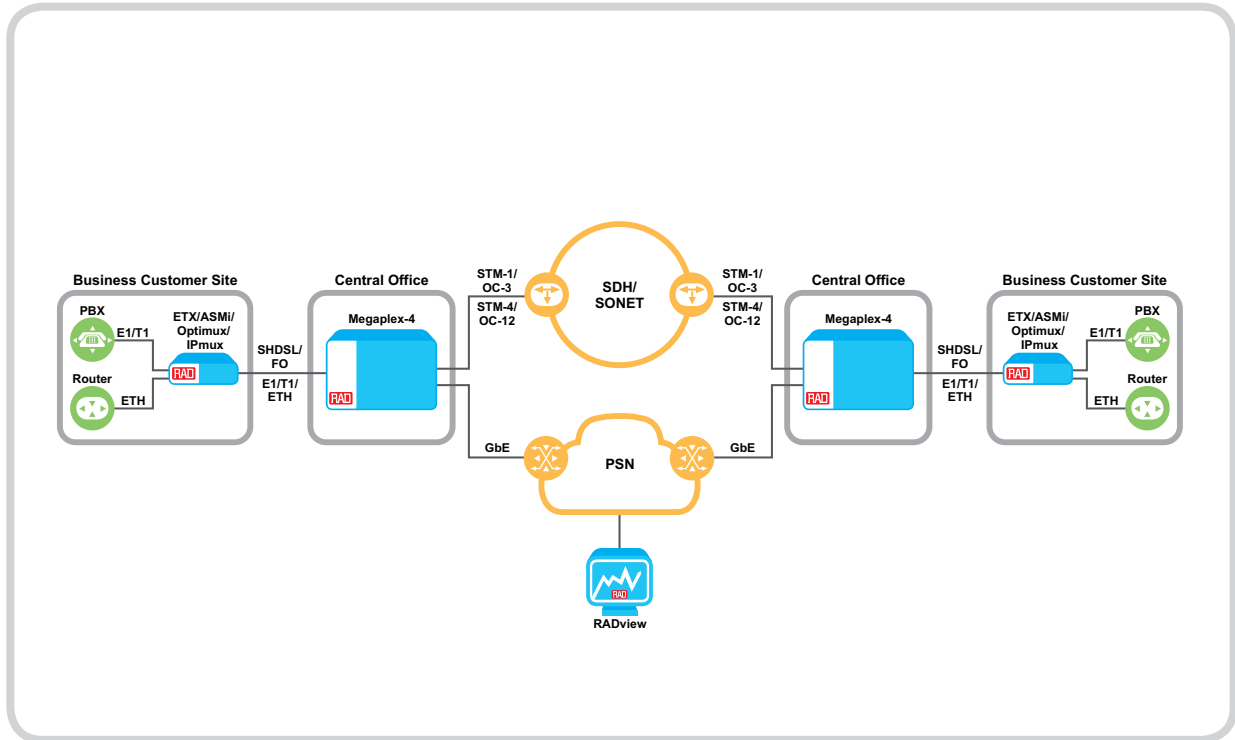 Business Customer Site
PBX
E1/T1
ETX/ASMi/
Optimux/
IPmux
RAD
Router
ETH
SHDSL/
FO
E1/T1/
ETH
Central Office
Megaplex-4
RAD
STM-1/
OC-3
STM-4/
OC-12
GbE
SDH/
SONET
PSN
RAD
RADview
STM-1/
OC-3
STM-4/
OC-12
GbE
Central Office
Megaplex-4
RAD
SHDSL/
FO
E1/T1/
ETH
Business Customer Site
ETX/ASMi/
Optimux/
IPmux
RAD
PBX
E1/T1
Router
ETH